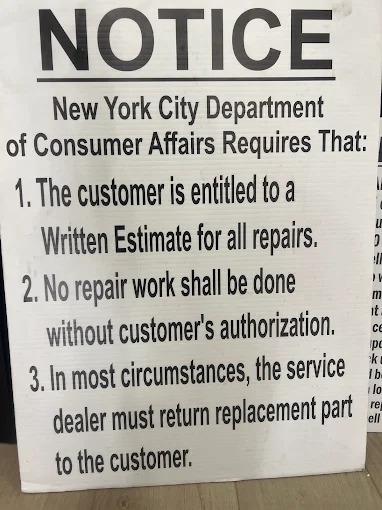 NOTICE
New York City Department
of Consumer Affairs Requires That:
1. The customer is entitled to a
Written Estimate for all repairs.
2. No repair work shall be done
without customer's authorization.
3. In most circumstances, the service
dealer must return replacement part
to the customer.